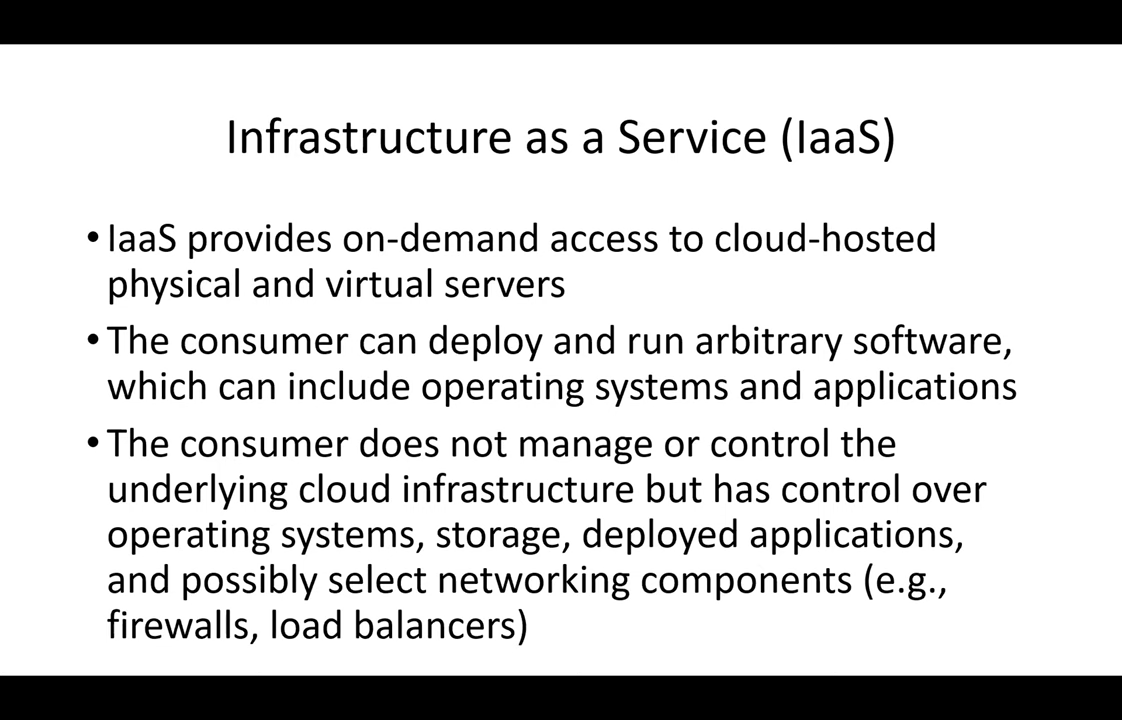 Infrastructure as a Service (IaaS)
•IaaS provides on-demand access to cloud-hosted
physical and virtual servers
•The consumer can deploy and run arbitrary software,
which can include operating systems and applications
•The consumer does not manage or control the
underlying cloud infrastructure but has control over
operating systems, storage, deployed applications,
and possibly select networking components (e.g.,
firewalls, load balancers)